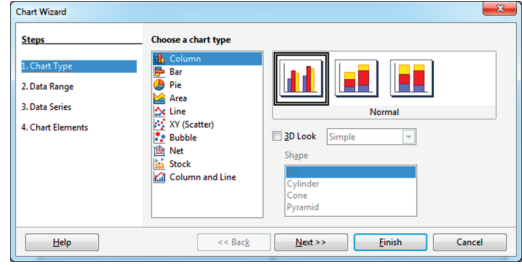 Chart Wizard
Steps
1. Chart Type
2. Data Range
3. Data Series
4. Chart Elements
Choose a chart type
Column
Bar
Pie
Area
Line
XY (Scatter)
Bubble
Net
Stock
Column and Line
Normal
3D Look Simple
Shape
Cylinder
Cone
Pyramid
Help << Back Next >> Finish Cancel